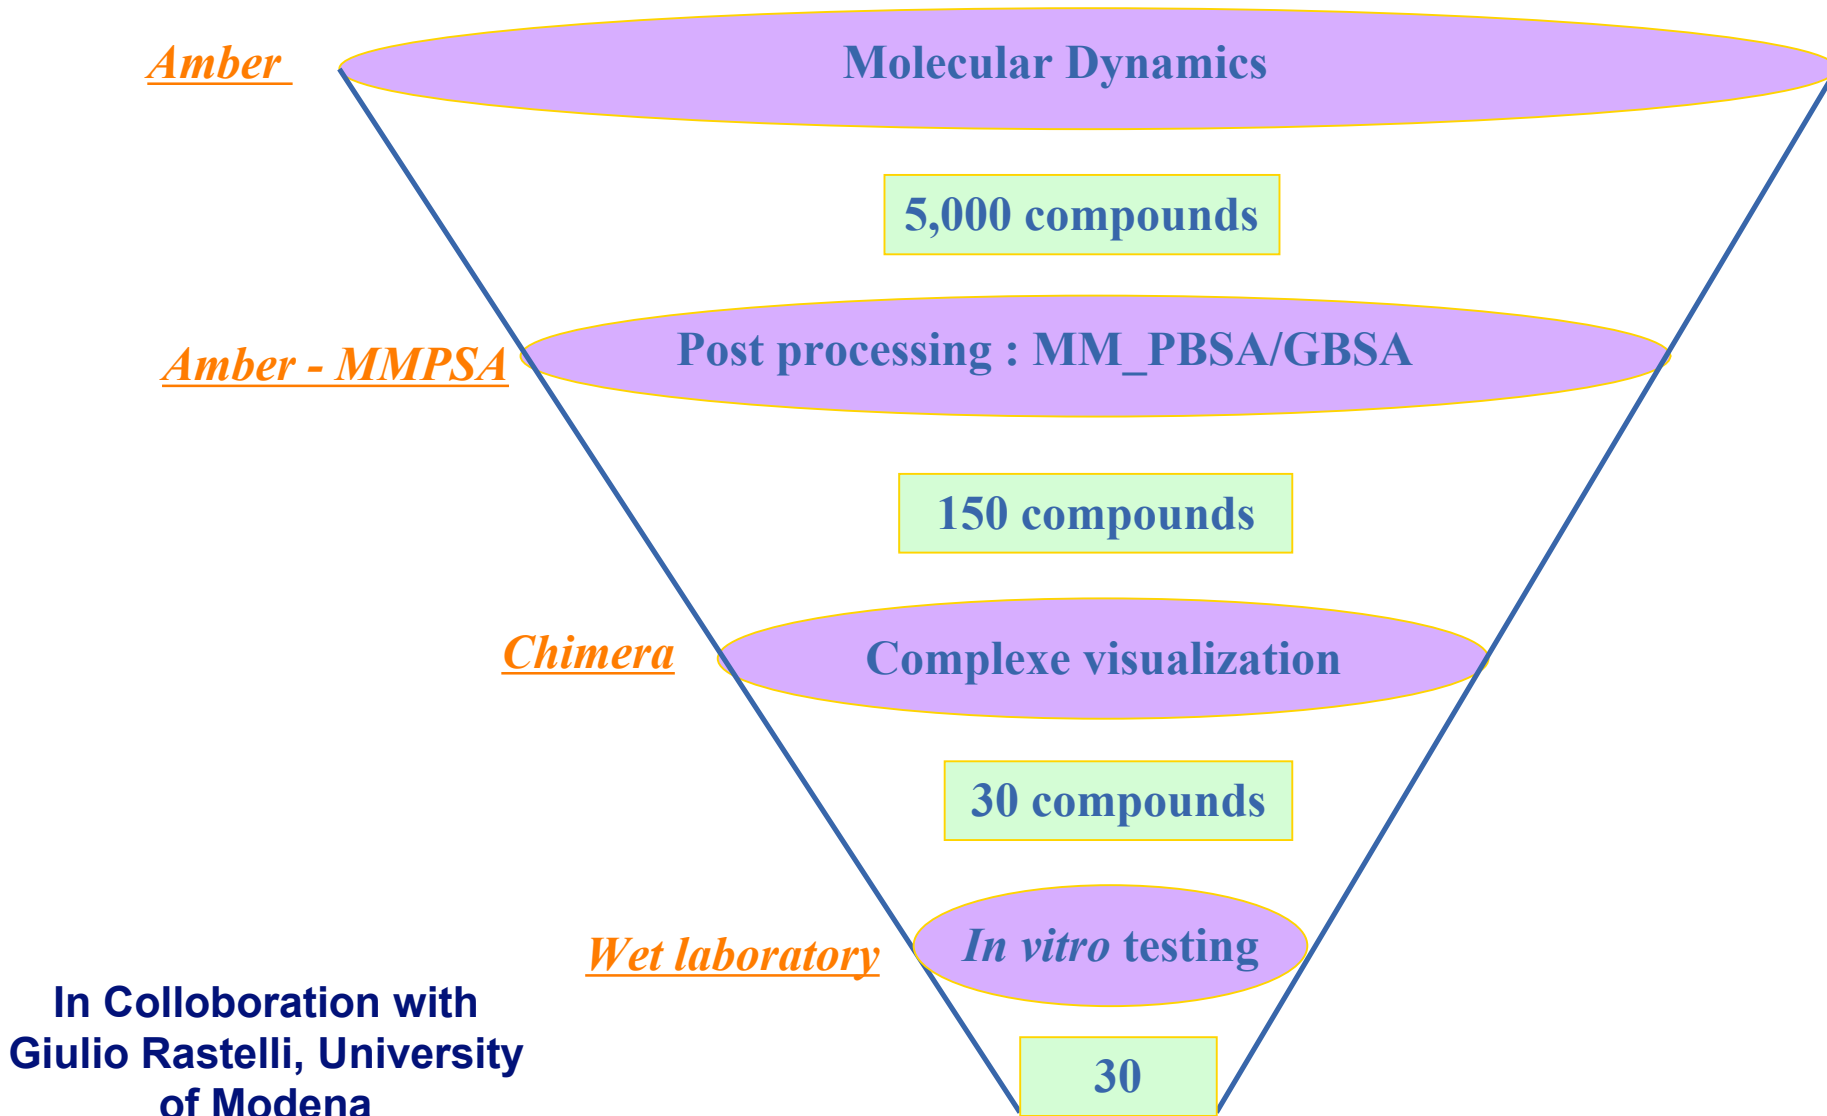 Amber
Molecular Dynamics
5,000 compounds
Amber - MMPSA
Post processing : MM_PBSA/GBSA
150 compounds
Chimera
Complexe visualization
30 compounds
Wet laboratory
In vitro testing
30
In Colloboration with
Giulio Rastelli, University
of Modena